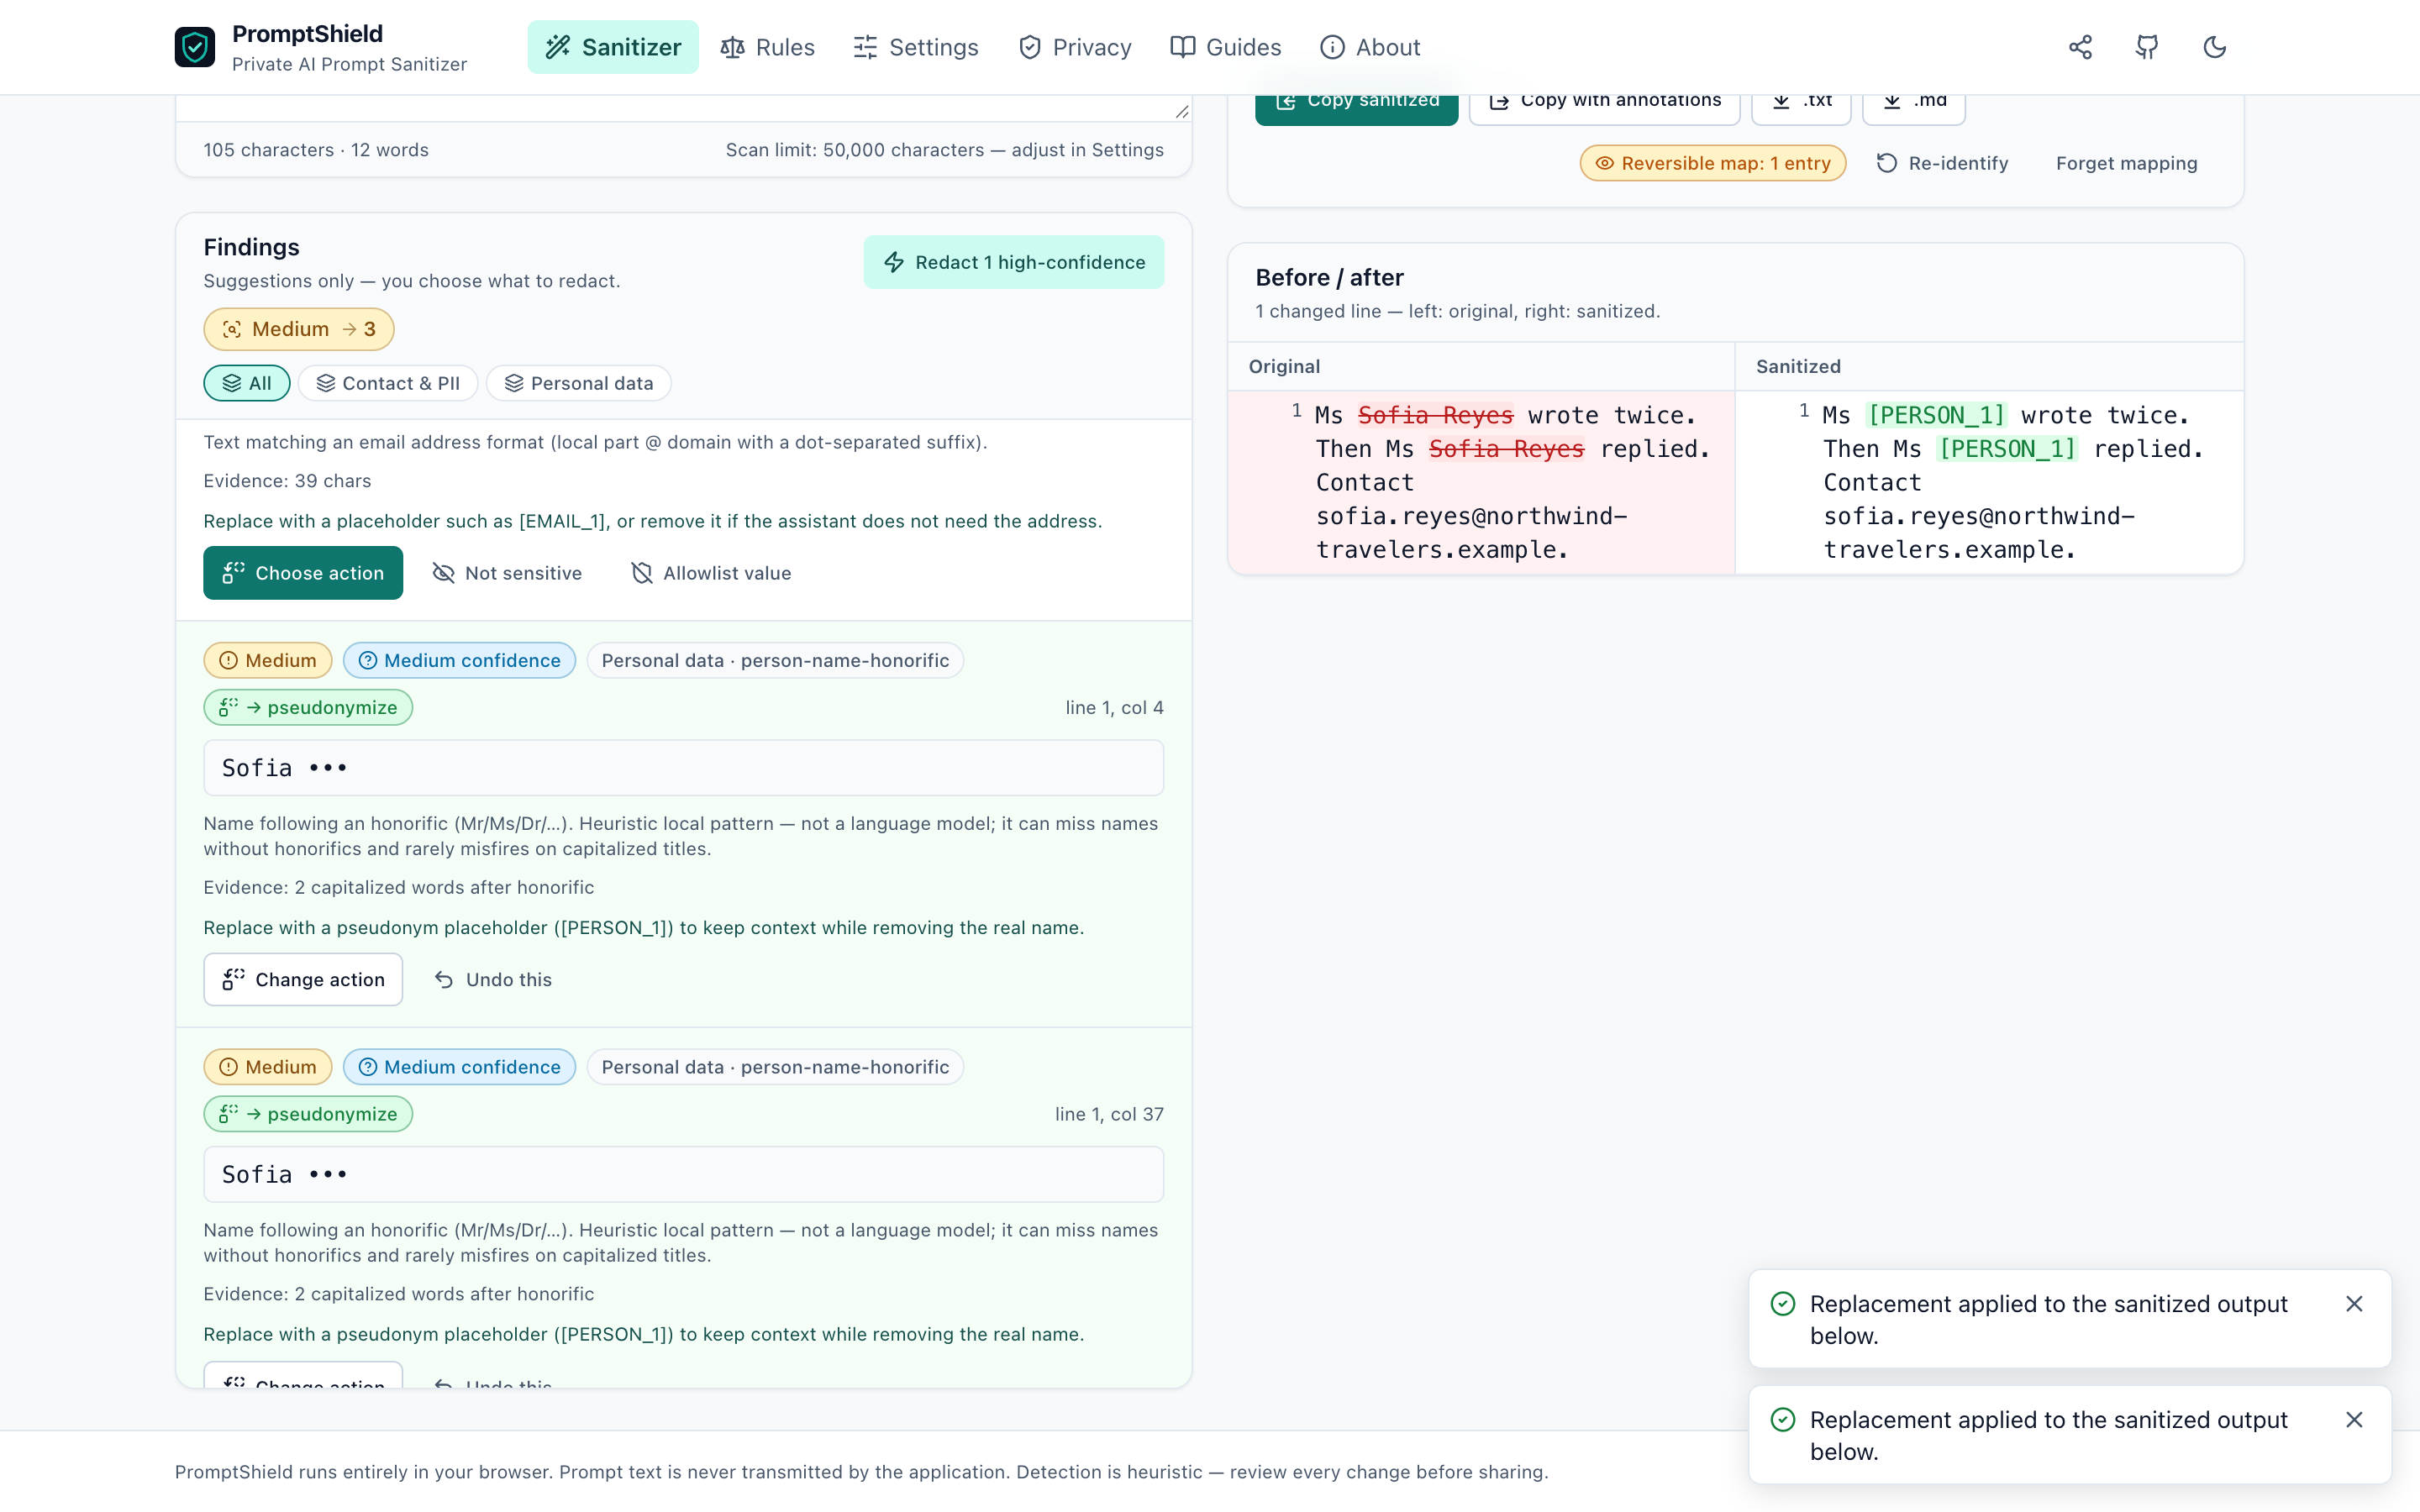 PromptShield
Private AI Prompt Sanitizer
Sanitizer
Rules
Settings
Privacy
Guides
About
105 characters · 12 words
Scan limit: 50,000 characters — adjust in Settings
Findings
Suggestions only — you choose what to redact.
Redact 1 high-confidence
Medium → 3
All
Contact & PII
Personal data
Text matching an email address format (local part @ domain with a dot-separated suffix).
Evidence: 39 chars
Replace with a placeholder such as [EMAIL_1], or remove it if the assistant does not need the address.
Choose action
Not sensitive
Allowlist value
Medium
Medium confidence
Personal data · person-name-honorific
→ pseudonymize
line 1, col 4
Sofia •••
Name following an honorific (Mr/Ms/Dr/…). Heuristic local pattern — not a language model; it can miss names
without honorifics and rarely misfires on capitalized titles.
Evidence: 2 capitalized words after honorific
Replace with a pseudonym placeholder ([PERSON_1]) to keep context while removing the real name.
Change action
Undo this
Medium
Medium confidence
Personal data · person-name-honorific
→ pseudonymize
line 1, col 37
Sofia •••
Name following an honorific (Mr/Ms/Dr/…). Heuristic local pattern — not a language model; it can miss names
without honorifics and rarely misfires on capitalized titles.
Evidence: 2 capitalized words after honorific
Replace with a pseudonym placeholder ([PERSON_1]) to keep context while removing the real name.
Change action
Undo this
Copy sanitized
Copy with annotations
.txt
.md
Reversible map: 1 entry
Re-identify
Forget mapping
Before / after
1 changed line — left: original, right: sanitized.
Original
1 Ms Sofia Reyes wrote twice.
Then Ms Sofia Reyes replied.
Contact
sofia.reyes@northwind-
travelers.example.
Sanitized
1 Ms [PERSON_1] wrote twice.
Then Ms [PERSON_1] replied.
Contact
sofia.reyes@northwind-
travelers.example.
Replacement applied to the sanitized output
below.
Replacement applied to the sanitized output
below.
PromptShield runs entirely in your browser. Prompt text is never transmitted by the application. Detection is heuristic — review every change before sharing.